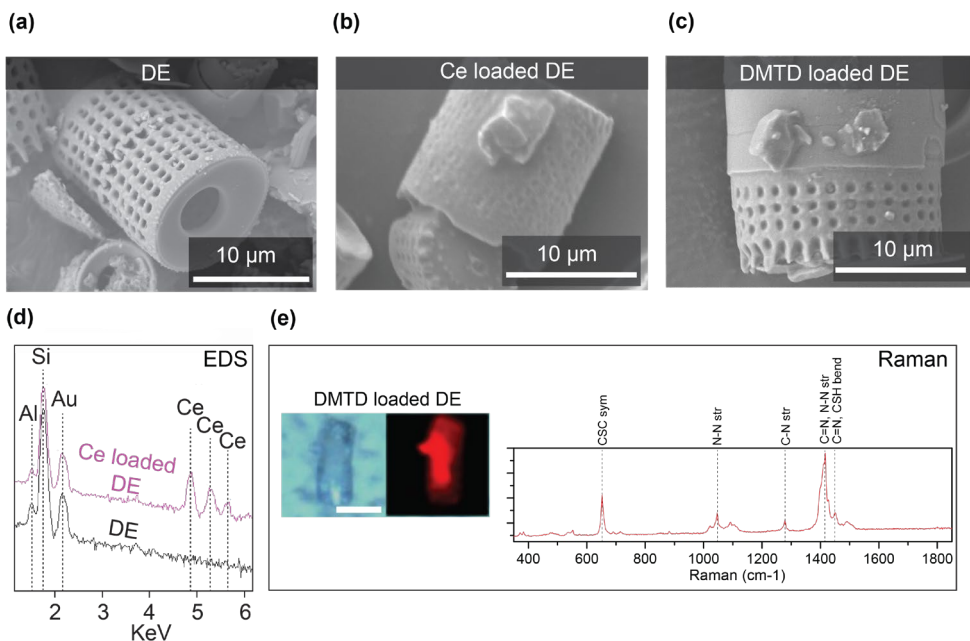 (a)
(b)
(c)
DE
Ce loaded DE
DMTD loaded DE
10 µm
10 µm
10 µm
(d)
(e)
EDS
Si
Al
Au
Ce
Ce
Ce
Ce loaded
DE
DE
2
3
4
5
6
KeV
Raman
DMTD loaded DE
CSC sym
N-N str
C-N str
C=N, N-N str
C=N, CSH bend
400
600
800
1000
1200
1400
1600
1800
Raman (cm-1)